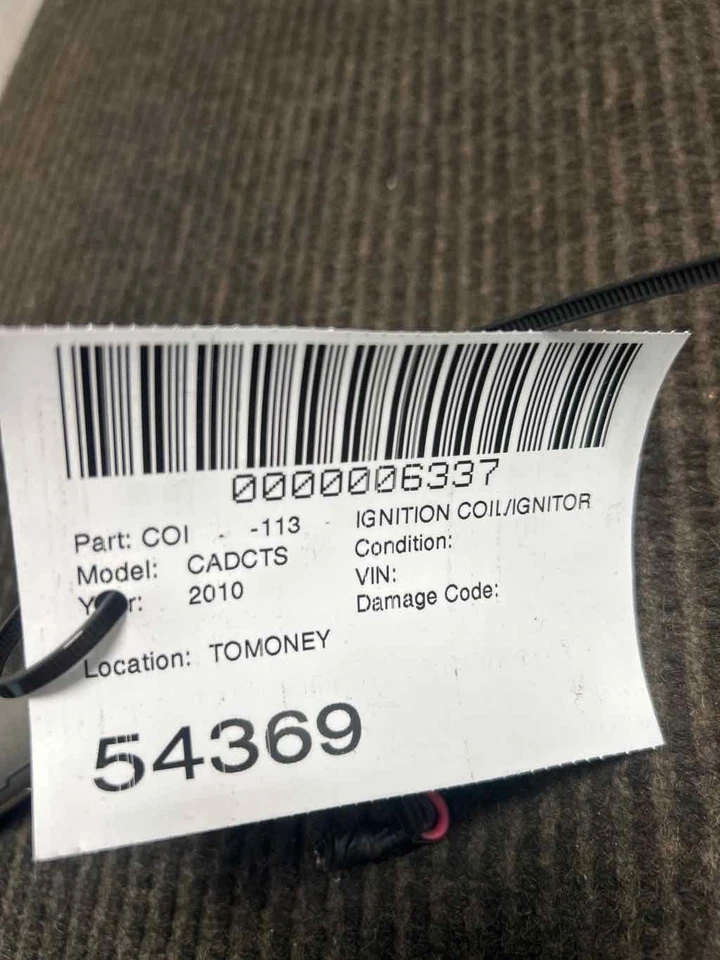 0000006337
Part: COI - -113 - IGNITION COIL/IGNITOR
Model: CADCTS Condition:
2010 VIN:
Damage Code:
Location: TOMONEY
54369